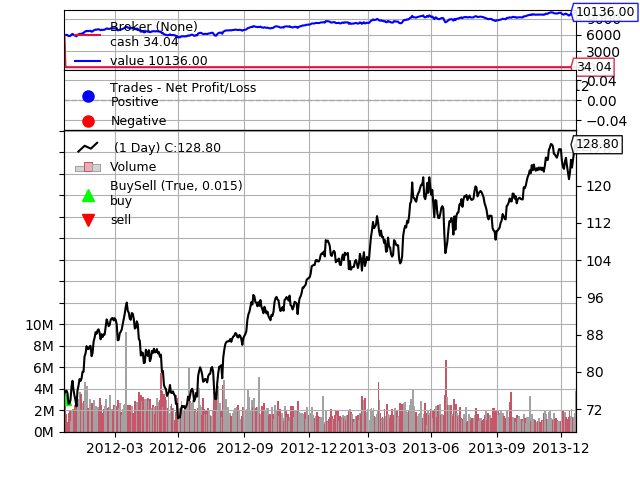 Broker (None)
cash 34.04
value 10136.00
10136.00
6000
3000
34.04
Trades - Net Profit/Loss
Positive
Negative
0.04
0.00
−0.04
(1 Day) C:128.80
Volume
BuySell (True, 0.015)
buy
sell
128.80
120
112
104
96
88
80
72
10M
8M
6M
4M
2M
0M
2012-03
2012-06
2012-09
2012-12
2013-03
2013-06
2013-09
2013-12